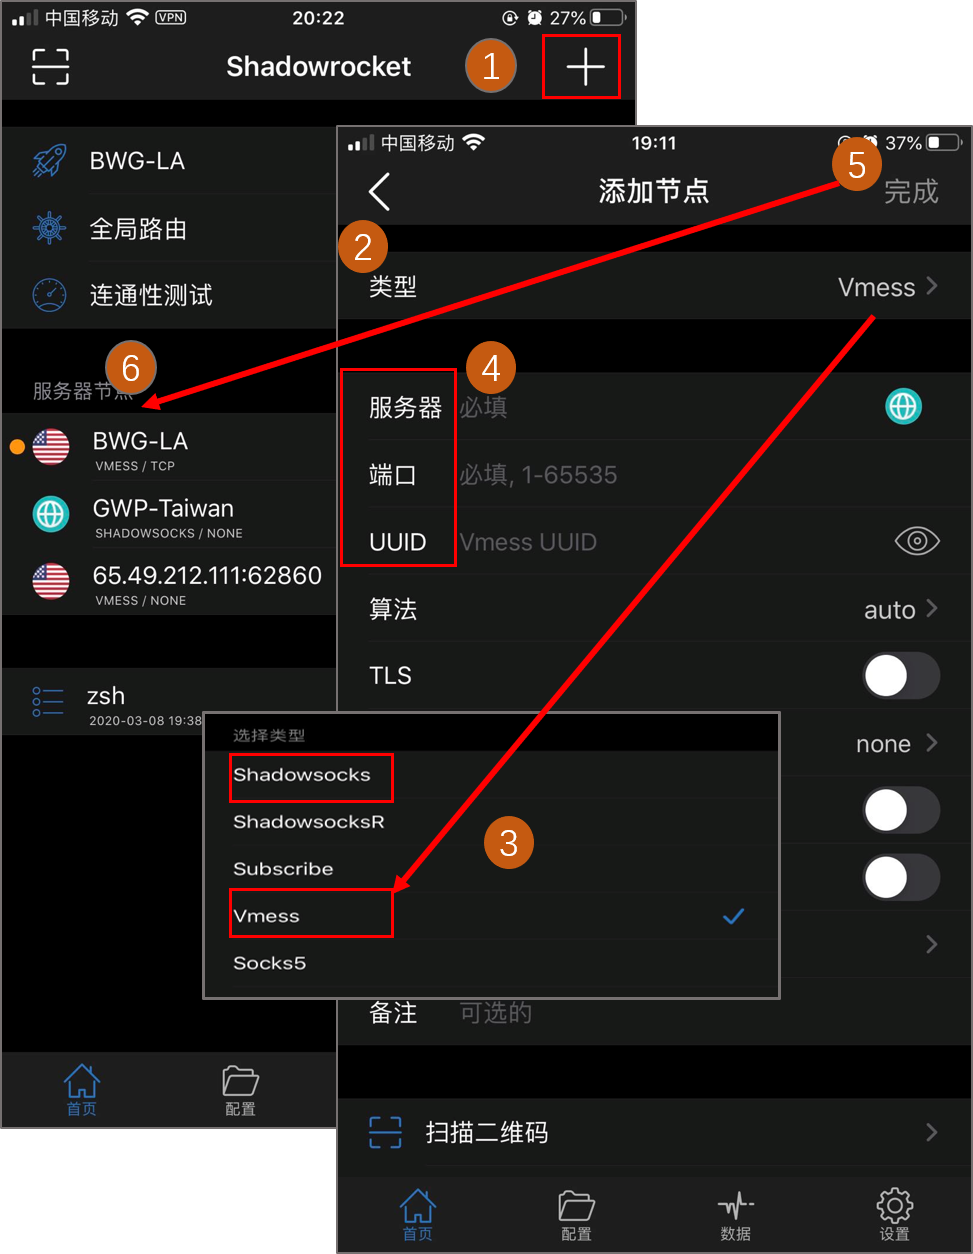 中国移动 VPN 20:22 27%
Shadowrocket 1
BWG-LA
全局路由
连通性测试
6
服务器节点
BWG-LA
VMESS / TCP
GWP-Taiwan
SHADOWSOCKS / NONE
65.49.212.111:62860
VMESS / NONE
zsh
2020-03-08 19:38
首页 配置
中国移动 19:11 37%
添加节点 5 完成
2
类型 Vmess
4
服务器 必填
端口 必填, 1-65535
UUID Vmess UUID
算法 auto
TLS
none
选择类型
Shadowsocks
ShadowsocksR
3
Subscribe
Vmess
Socks5
备注 可选的
扫描二维码
首页 配置 数据 设置